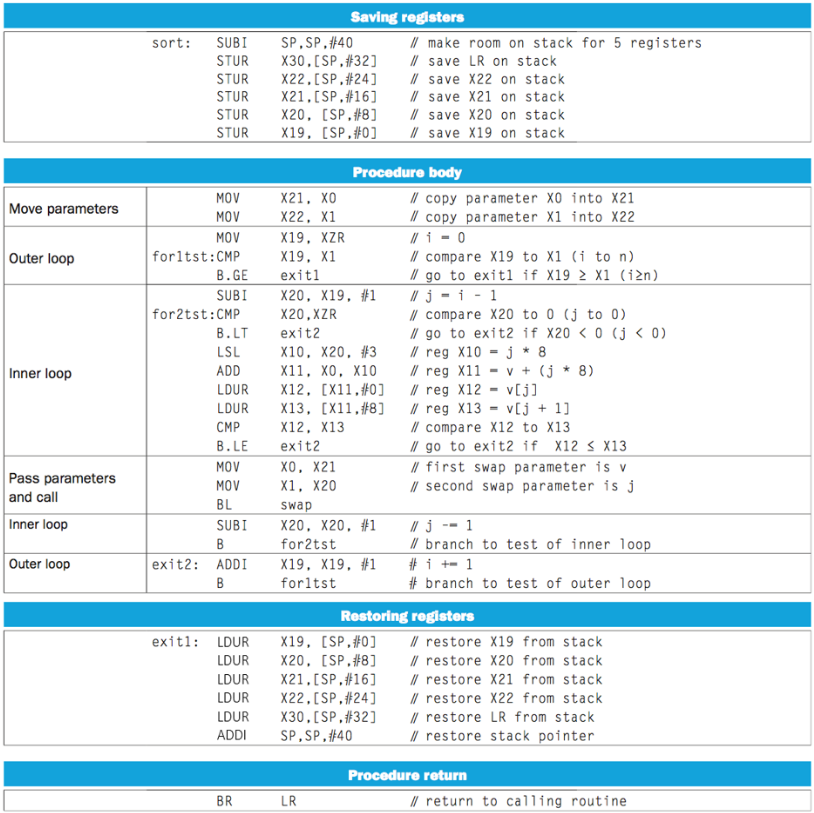 Saving registers
sort: SUBI SP,SP,#40 // make room on stack for 5 registers
STUR X30,[SP,#32] // save LR on stack
STUR X22,[SP,#24] // save X22 on stack
STUR X21,[SP,#16] // save X21 on stack
STUR X20, [SP,#8] // save X20 on stack
STUR X19, [SP,#0] // save X19 on stack
Procedure body
Move parameters
MOV X21, X0 // copy parameter X0 into X21
MOV X22, X1 // copy parameter X1 into X22
Outer loop
MOV X19, XZR // i = 0
for1tst:CMP X19, X1 // compare X19 to X1 (i to n)
B.GE exit1 // go to exit1 if X19 ≥ X1 (i≥n)
Inner loop
SUBI X20, X19, #1 // j = i - 1
for2tst:CMP X20,XZR // compare X20 to 0 (j to 0)
B.LT exit2 // go to exit2 if X20 < 0 (j < 0)
LSL X10, X20, #3 // reg X10 = j * 8
ADD X11, X0, X10 // reg X11 = v + (j * 8)
LDUR X12, [X11,#0] // reg X12 = v[j]
LDUR X13, [X11,#8] // reg X13 = v[j + 1]
CMP X12, X13 // compare X12 to X13
B.LE exit2 // go to exit2 if X12 ≤ X13
Pass parameters
and call
MOV X0, X21 // first swap parameter is v
MOV X1, X20 // second swap parameter is j
BL swap
Inner loop
SUBI X20, X20, #1 // j -= 1
B for2tst // branch to test of inner loop
Outer loop
exit2: ADDI X19, X19, #1 # i += 1
B for1tst # branch to test of outer loop
Restoring registers
exit1: LDUR X19, [SP,#0] // restore X19 from stack
LDUR X20, [SP,#8] // restore X20 from stack
LDUR X21,[SP,#16] // restore X21 from stack
LDUR X22,[SP,#24] // restore X22 from stack
LDUR X30,[SP,#32] // restore LR from stack
ADDI SP,SP,#40 // restore stack pointer
Procedure return
BR LR // return to calling routine